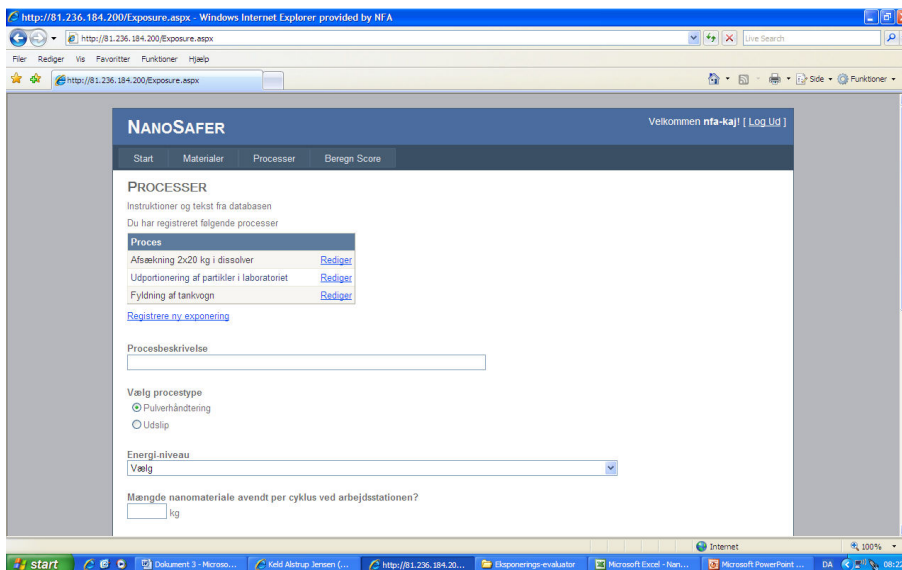 http://81.236.184.200/Exposure.aspx - Windows Internet Explorer provided by NFA
http://81.236.184.200/Exposure.aspx
Live Search
Filer Rediger Vis Favoritter Funktioner Hjælp
http://81.236.184.200/Exposure.aspx
Side Funktioner
NANOSAFER
Velkommen nfa-kaj! [ Log Ud ]
Start Materialer Processer Beregn Score
PROCESSER
Instruktioner og tekst fra databasen
Du har registreret følgende processer
Proces
Afsækning 2x20 kg i dissolver Rediger
Udportionering af partikler i laboratoriet Rediger
Fyldning af tankvogn Rediger
Registrere ny exponering
Procesbeskrivelse
Vælg procestype
Pulverhåndtering
Udslip
Energi-niveau
Vælg
Mængde nanomateriale avendt per cyklus ved arbejdsstationen?
kg
Internet 100%
start Dokument 3 - Microso... Keld Alstrup Jensen (... http://81.236.184.20... Eksponerings-evaluator Microsoft Excel - Nan... Microsoft PowerPoint ... DA 08:22